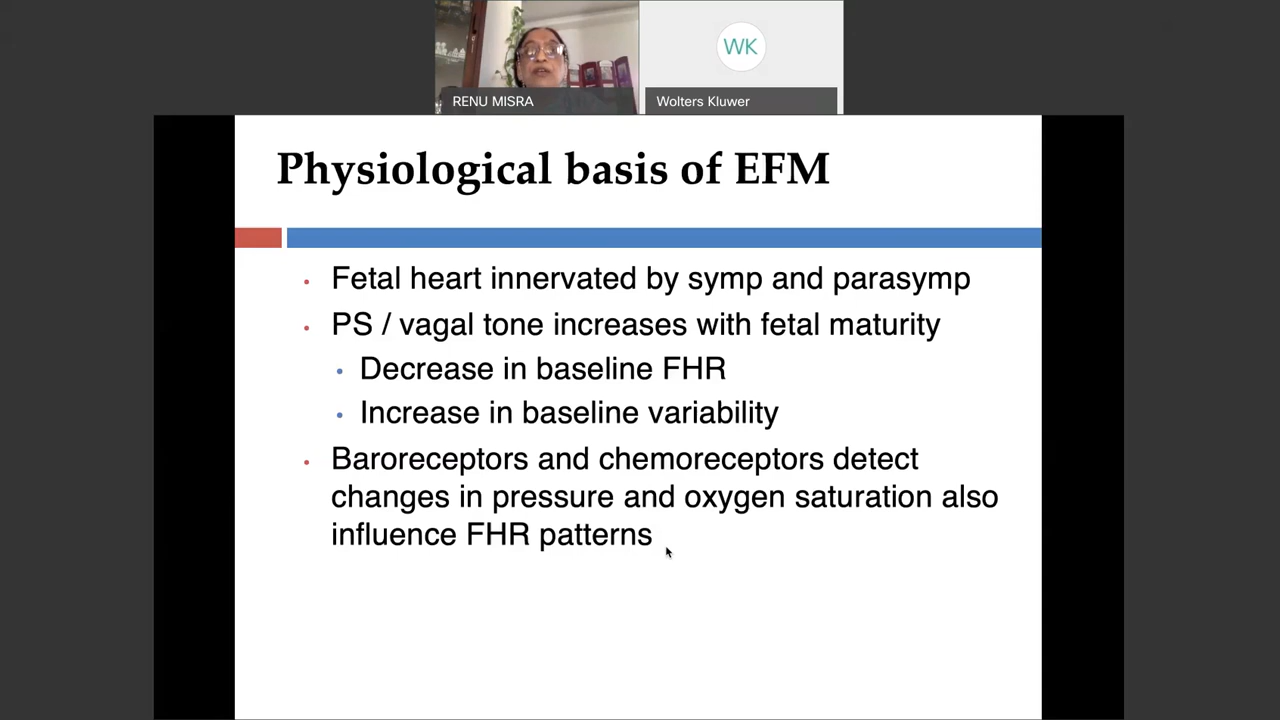 WK
RENU MISRA
Wolters Kluwer
Physiological basis of EFM
Fetal heart innervated by symp and parasymp
PS / vagal tone increases with fetal maturity
Decrease in baseline FHR
Increase in baseline variability
Baroreceptors and chemoreceptors detect
changes in pressure and oxygen saturation also
influence FHR patterns